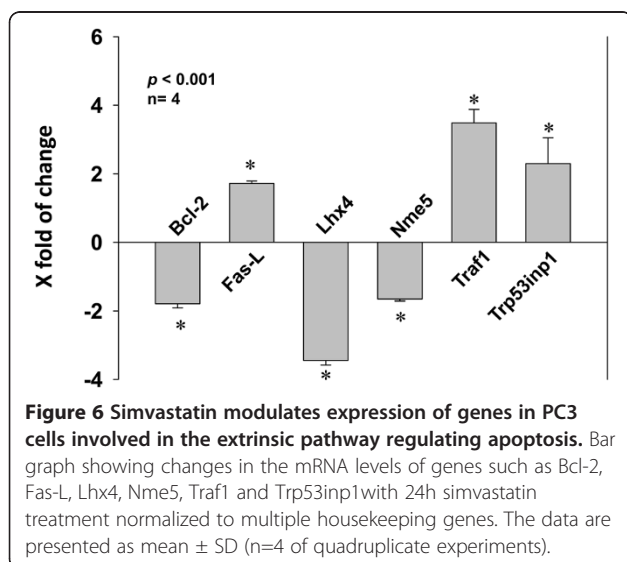 6
4
2
0
-2
-4
X fold of change
p < 0.001
n= 4
* * * * * *
Bcl-2
Fas-L
Lhx4
Nme5
Traf1
Trp53inp1
Figure 6 Simvastatin modulates expression of genes in PC3
cells involved in the extrinsic pathway regulating apoptosis. Bar
graph showing changes in the mRNA levels of genes such as Bcl-2,
Fas-L, Lhx4, Nme5, Traf1 and Trp53inp1with 24h simvastatin
treatment normalized to multiple housekeeping genes. The data are
presented as mean ± SD (n=4 of quadruplicate experiments).